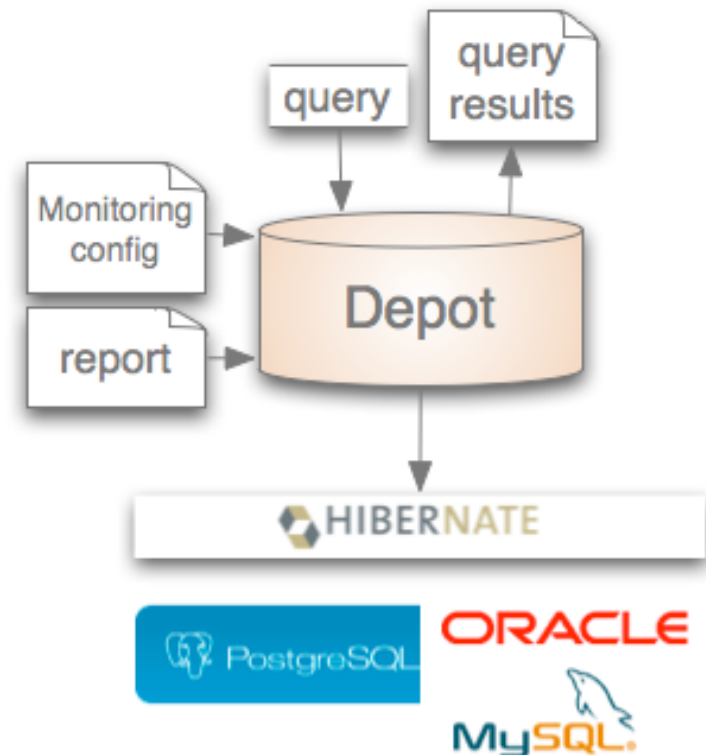 query
query
results
Monitoring
config
Depot
report
HIBERNATE
PostgreSQL
ORACLE
MySQL®